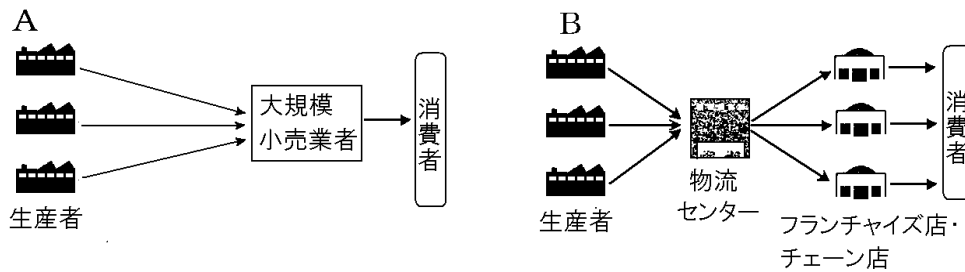 A
生産者
大規模
小売業者
消費者
B
生産者
物流
センター
フランチャイズ店・
チェーン店
消費者